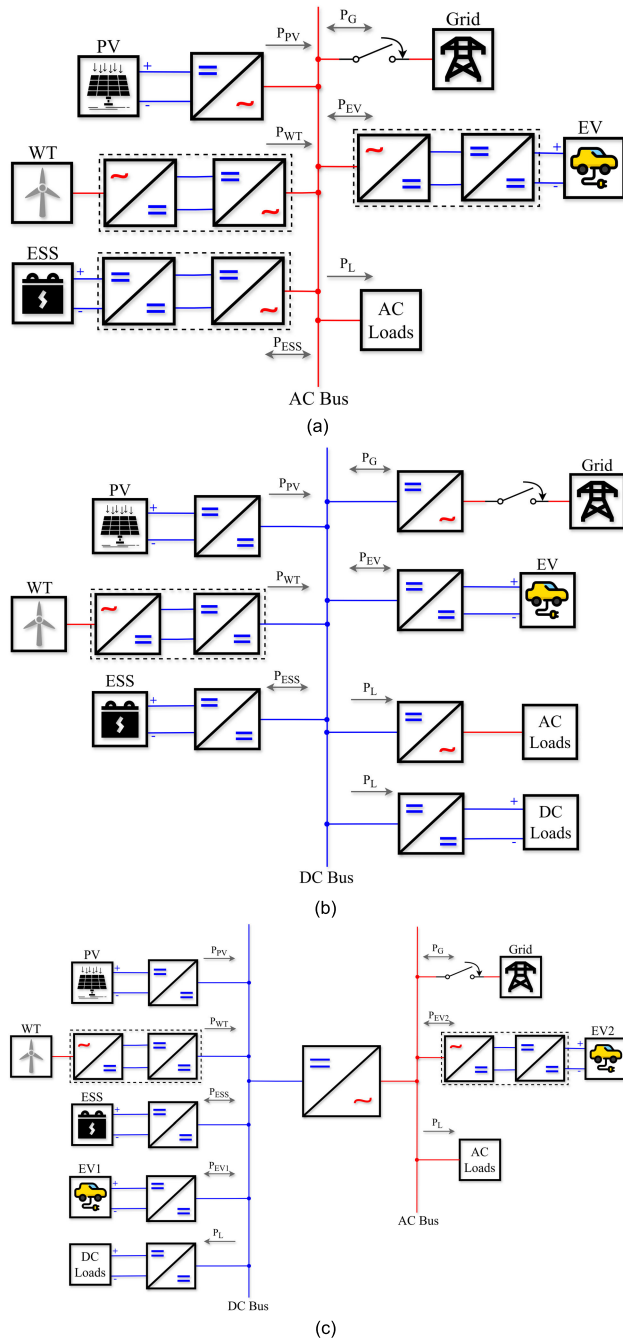 P_G
Grid
PV
P_PV
+
-
P_EV
EV
+
-
WT
P_WT
ESS
+
-
P_L
AC
Loads
P_ESS
AC Bus
(a)
P_G
Grid
PV
P_PV
+
-
P_EV
EV
+
-
WT
P_WT
ESS
P_ESS
+
-
P_L
AC
Loads
P_L
+
-
DC
Loads
DC Bus
(b)
PV
P_PV
+
-
P_G
Grid
WT
P_WT
P_EV2
EV2
+
-
ESS
P_ESS
+
-
P_L
AC
Loads
EV1
P_EV1
+
-
AC Bus
P_L
DC
Loads
+
-
DC Bus
(c)